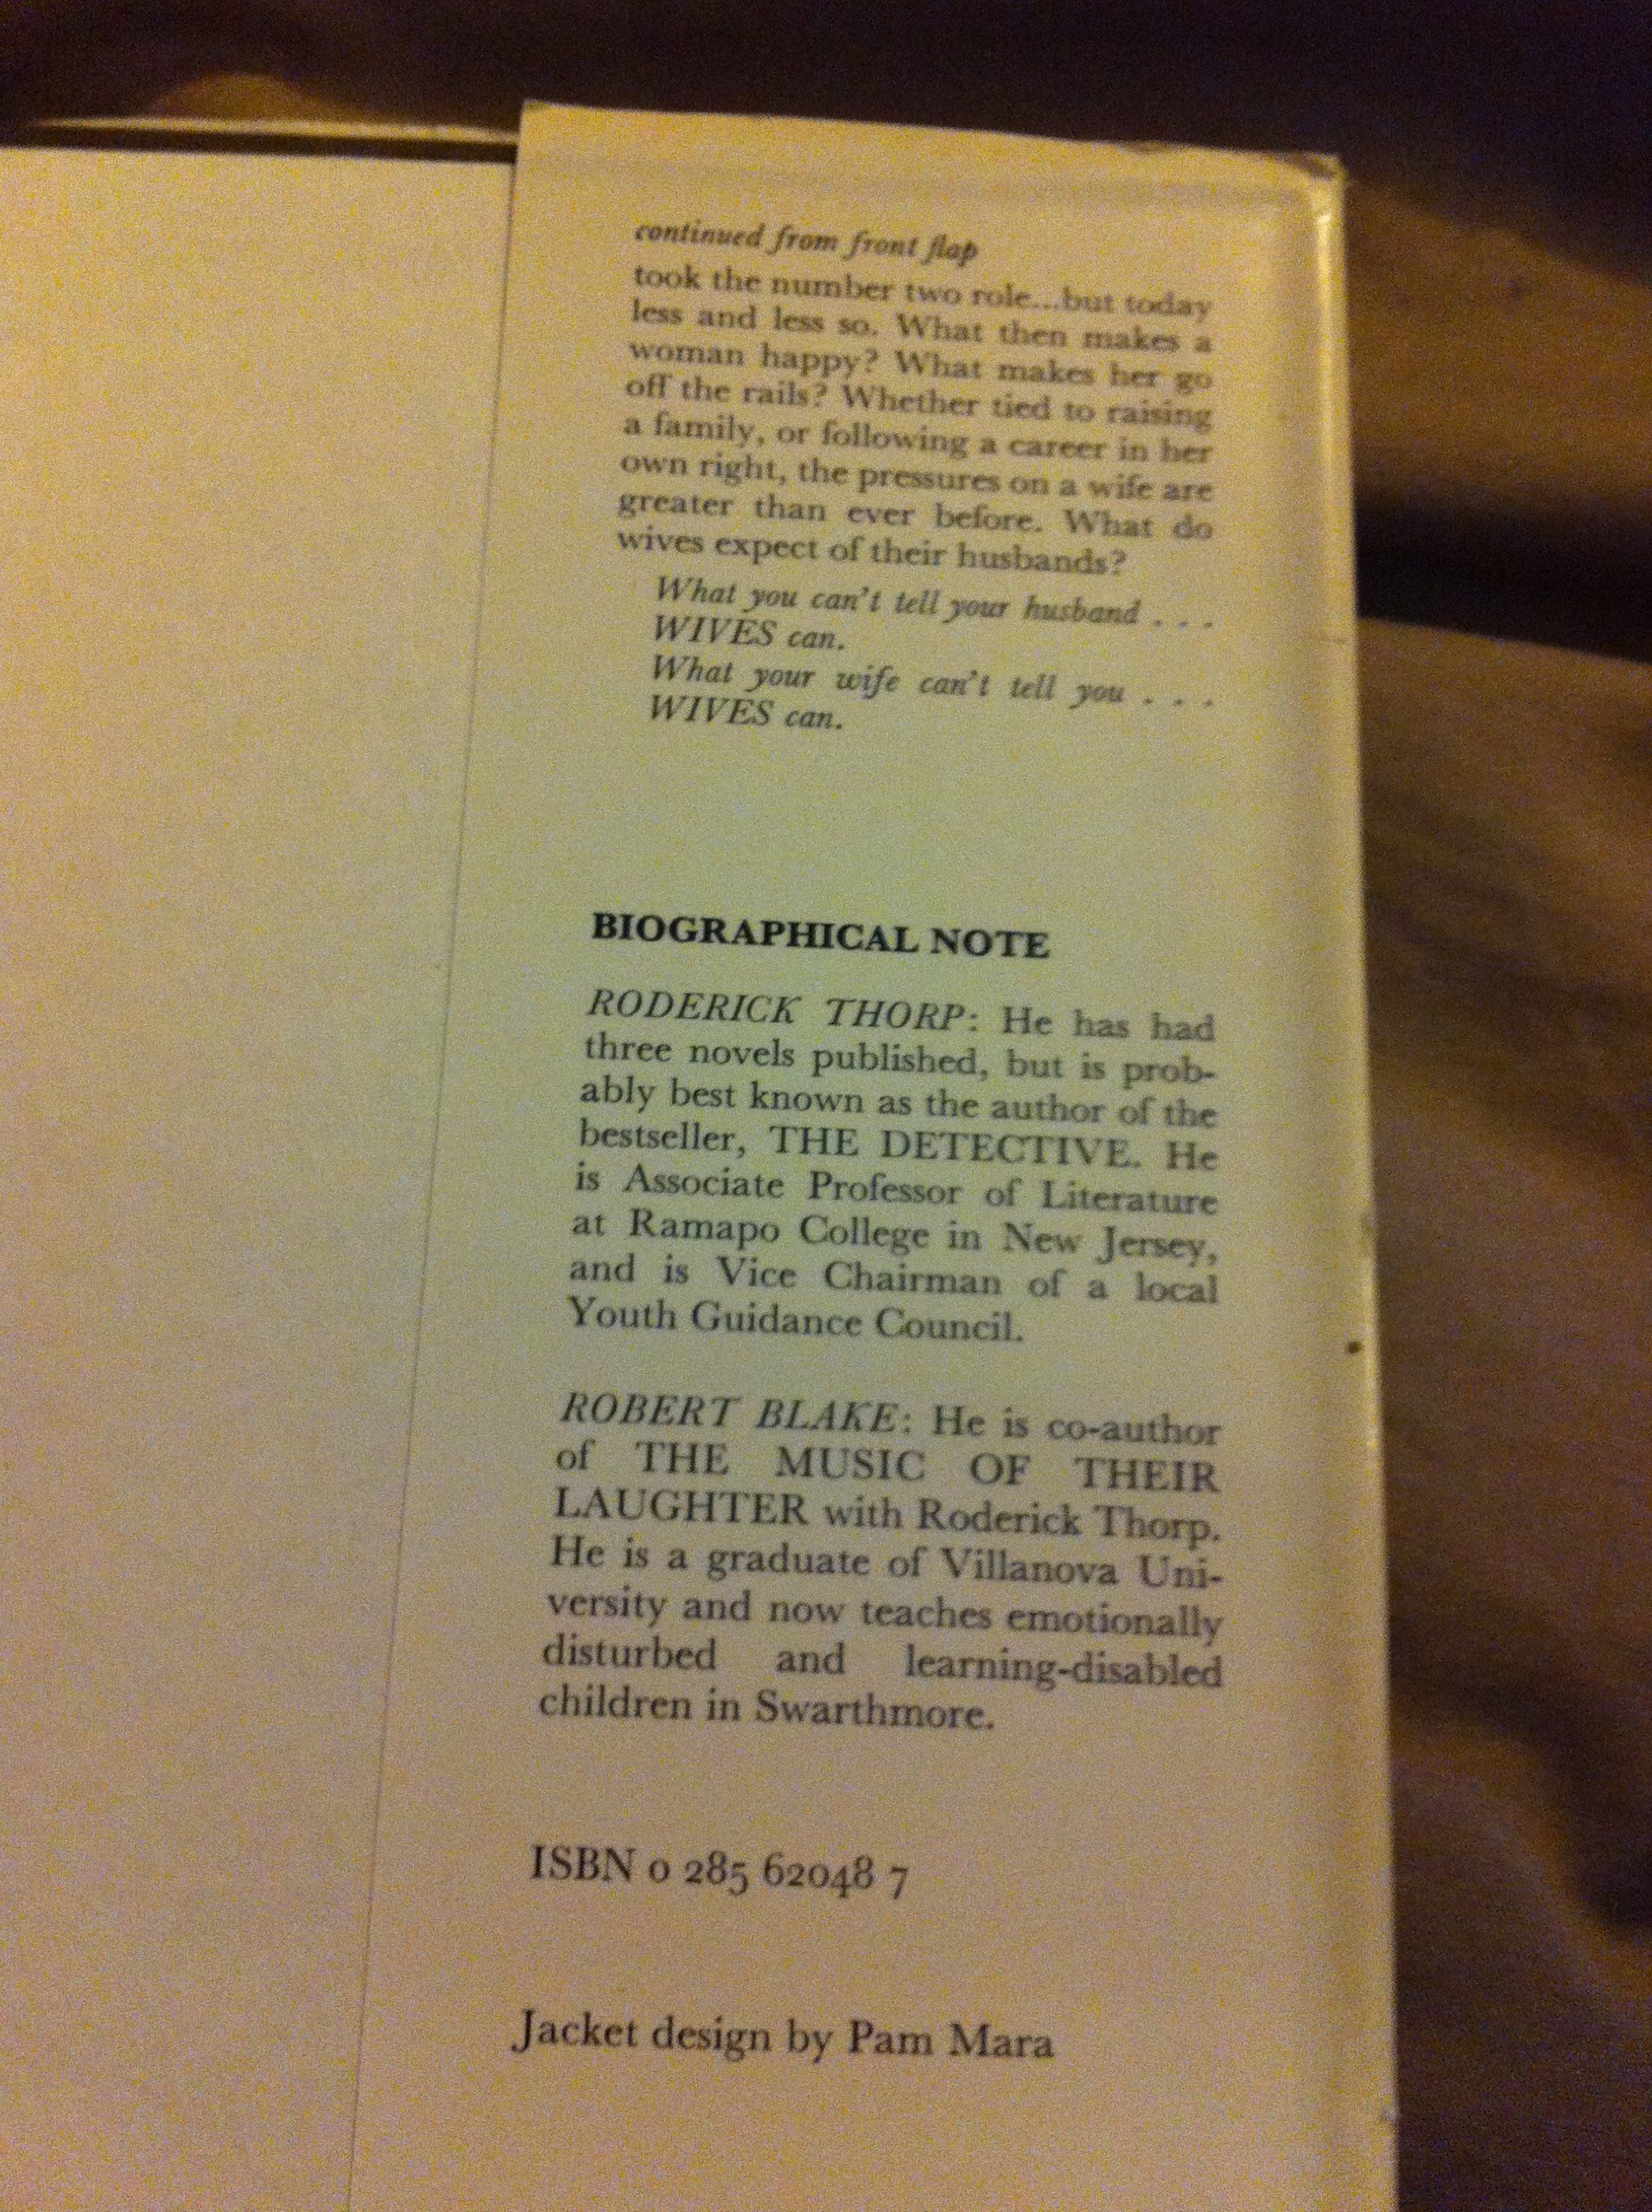 continued from front flap
took the number two role...but today
less and less so. What then makes a
woman happy? What makes her go
off the rails? Whether tied to raising
a family, or following a career in her
own right, the pressures on a wife are
greater than ever before. What do
wives expect of their husbands?
What you can't tell your husband . . .
WIVES can.
What your wife can't tell you . . .
WIVES can.
BIOGRAPHICAL NOTE
RODERICK THORP: He has had
three novels published, but is prob-
ably best known as the author of the
bestseller, THE DETECTIVE. He
is Associate Professor of Literature
at Ramapo College in New Jersey,
and is Vice Chairman of a local
Youth Guidance Council.
ROBERT BLAKE: He is co-author
of THE MUSIC OF THEIR
LAUGHTER with Roderick Thorp.
He is a graduate of Villanova Uni-
versity and now teaches emotionally
disturbed and learning-disabled
children in Swarthmore.
ISBN 0 285 62048 7
Jacket design by Pam Mara